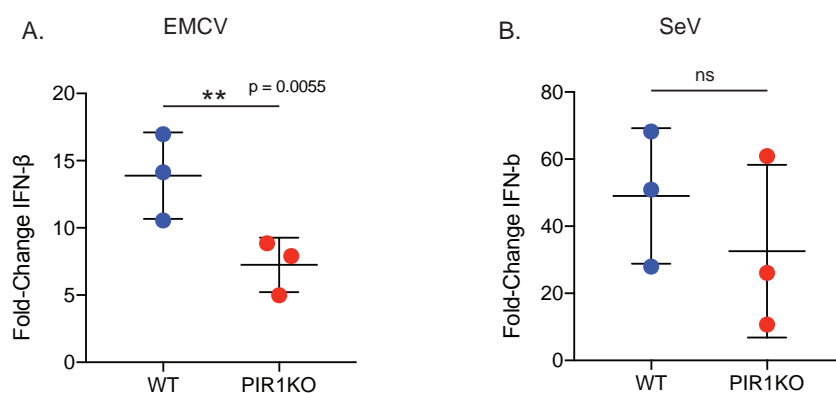 A.
EMCV
** p = 0.0055
Fold-Change IFN-β
20
15
10
5
0
WT
PIR1KO
B.
SeV
ns
Fold-Change IFN-b
80
60
40
20
0
WT
PIR1KO